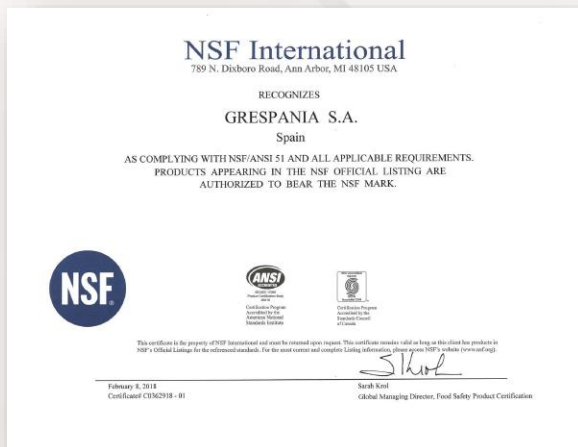 NSF International
789 N. Dixboro Road, Ann Arbor, MI 48105 USA
RECOGNIZES
GRESPANIA S.A.
Spain
AS COMPLYING WITH NSF/ANSI 51 AND ALL APPLICABLE REQUIREMENTS.
PRODUCTS APPEARING IN THE NSF OFFICIAL LISTING ARE
AUTHORIZED TO BEAR THE NSF MARK.
NSF
ANSI
Certification Program
Accredited by the
American National
Standards Institute
Certification Program
Accredited by the
Standards Council
of Canada
This certificate is the property of NSF International and must be returned upon request. This certificate remains valid as long as this client has products in
NSF's Official Listings for the referenced standards. For the most current and complete Listing information, please access NSF's website (www.nsf.org).
S Krol
February 8, 2018
Certificate# C0362918 - 01
Sarah Krol
Global Managing Director, Food Safety Product Certification